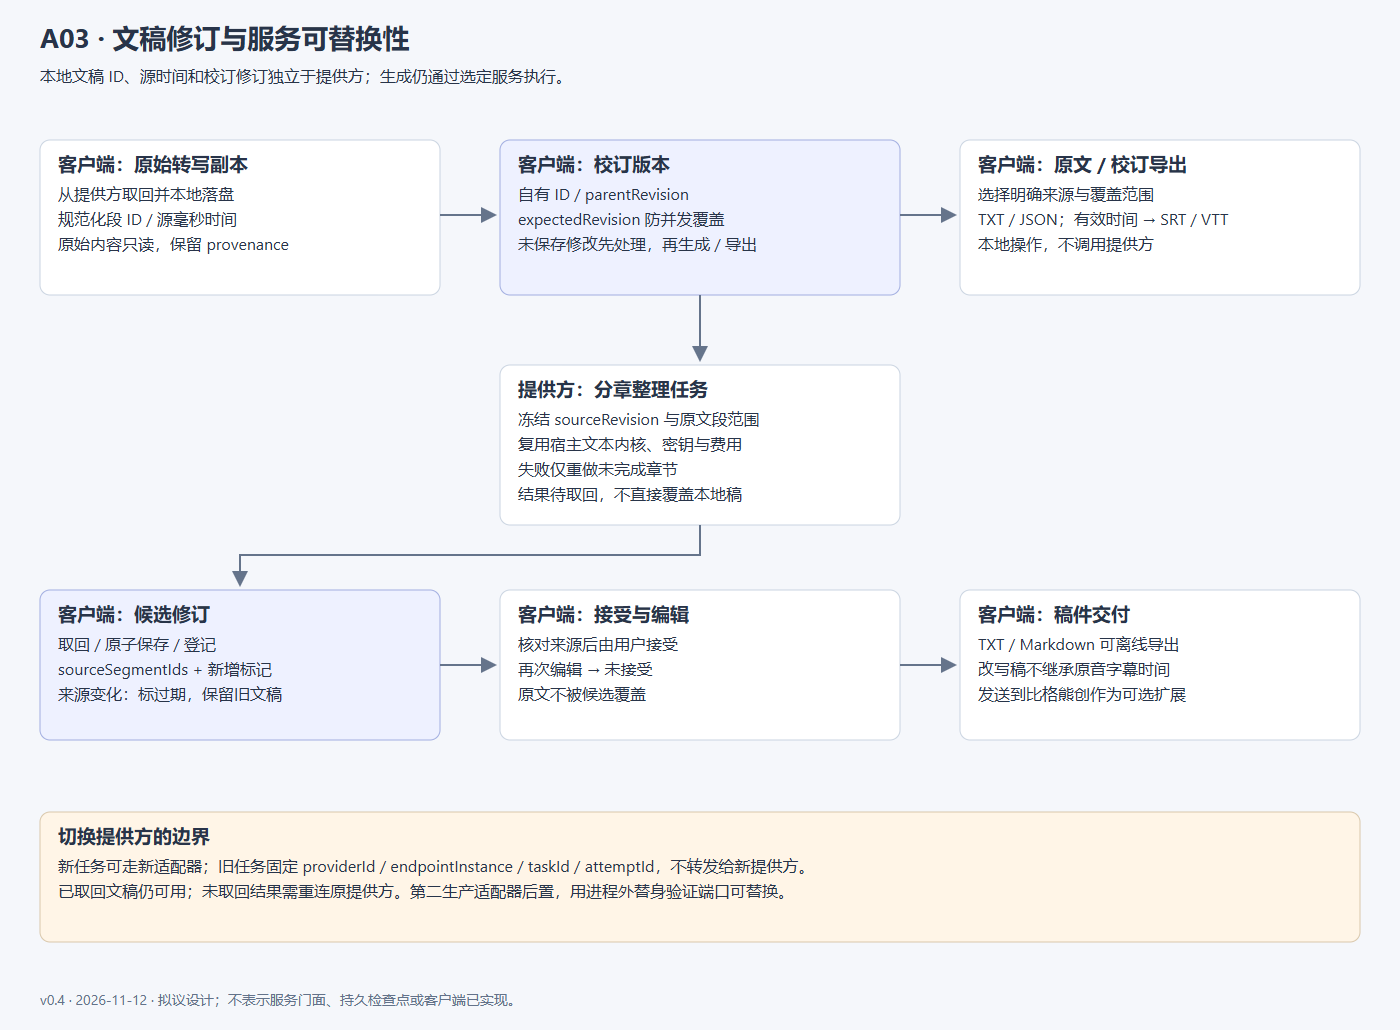 A03 · 文稿修订与服务可替换性
本地文稿 ID、源时间和校订修订独立于提供方；生成仍通过选定服务执行。
客户端：原始转写副本
从提供方取回并本地落盘
规范化段 ID / 源毫秒时间
原始内容只读，保留 provenance
客户端：校订版本
自有 ID / parentRevision
expectedRevision 防并发覆盖
未保存修改先处理，再生成 / 导出
客户端：原文 / 校订导出
选择明确来源与覆盖范围
TXT / JSON；有效时间 → SRT / VTT
本地操作，不调用提供方
提供方：分章整理任务
冻结 sourceRevision 与原文段范围
复用宿主文本内核、密钥与费用
失败仅重做未完成章节
结果待取回，不直接覆盖本地稿
客户端：候选修订
取回 / 原子保存 / 登记
sourceSegmentIds + 新增标记
来源变化：标过期，保留旧文稿
客户端：接受与编辑
核对来源后由用户接受
再次编辑 → 未接受
原文不被候选覆盖
客户端：稿件交付
TXT / Markdown 可离线导出
改写稿不继承原音字幕时间
发送到比格熊创作为可选扩展
切换提供方的边界
新任务可走新适配器；旧任务固定 providerId / endpointInstance / taskId / attemptId，不转发给新提供方。
已取回文稿仍可用；未取回结果需重连原提供方。第二生产适配器后置，用进程外替身验证端口可替换。
v0.4 · 2026-11-12 · 拟议设计；不表示服务门面、持久检查点或客户端已实现。